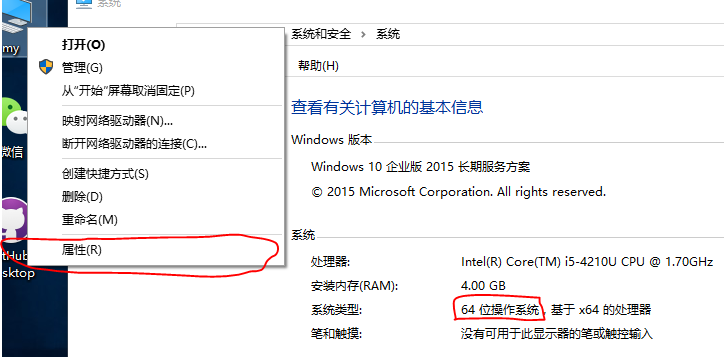 系统
my
微信
tHub
sktop
打开(O)
管理(G)
从"开始"屏幕取消固定(P)
映射网络驱动器(N)...
断开网络驱动器的连接(C)...
创建快捷方式(S)
删除(D)
重命名(M)
属性(R)
系统和安全 > 系统
帮助(H)
查看有关计算机的基本信息
Windows 版本
Windows 10 企业版 2015 长期服务方案
© 2015 Microsoft Corporation. All rights reserved.
系统
处理器: Intel(R) Core(TM) i5-4210U CPU @ 1.70GHz
安装内存(RAM): 4.00 GB
系统类型: 64 位操作系统，基于 x64 的处理器
笔和触摸: 没有可用于此显示器的笔或触控输入